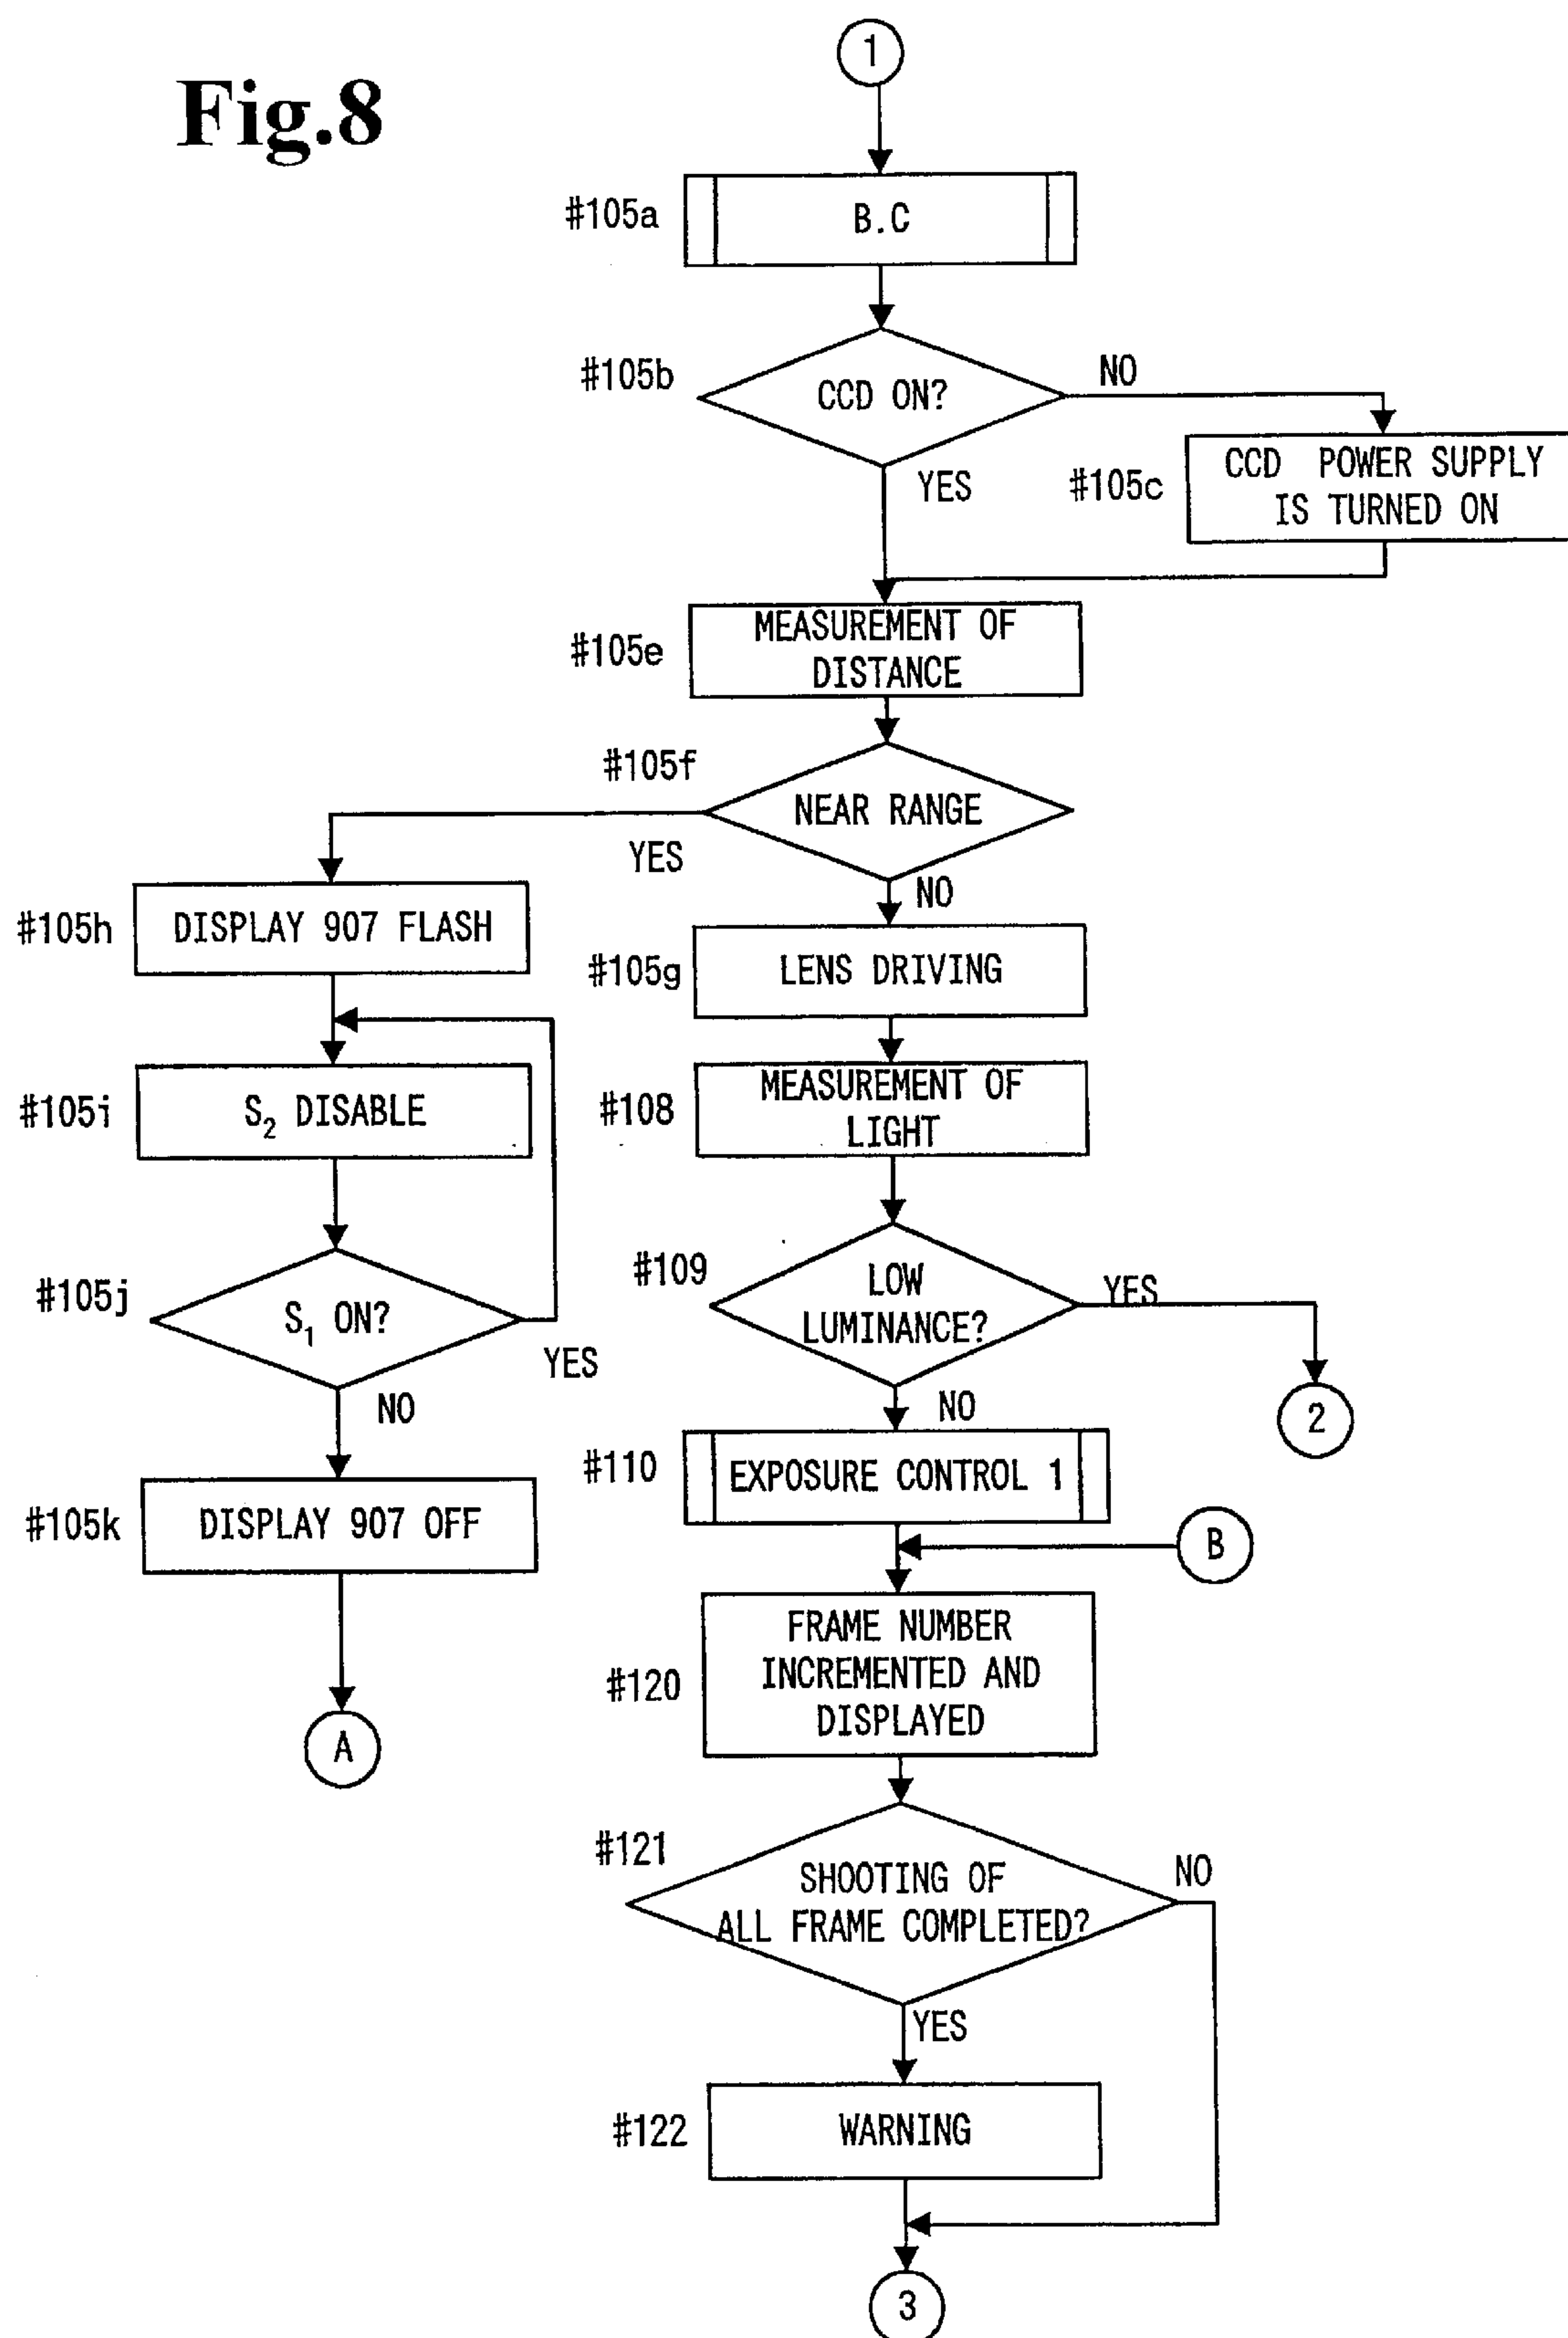 Fig.8
1
#105a
B.C
#105b
CCD ON?
NO
YES
#105c
CCD POWER SUPPLY
IS TURNED ON
#105e
MEASUREMENT OF
DISTANCE
#105f
NEAR RANGE
YES
NO
#105h
DISPLAY 907 FLASH
#105g
LENS DRIVING
#105i
S2 DISABLE
#108
MEASUREMENT OF
LIGHT
#105j
S1 ON?
YES
NO
#109
LOW
LUMINANCE?
YES
NO
2
#110
EXPOSURE CONTROL 1
#105k
DISPLAY 907 OFF
B
A
#120
FRAME NUMBER
INCREMENTED AND
DISPLAYED
#121
SHOOTING OF
ALL FRAME COMPLETED?
NO
YES
#122
WARNING
3